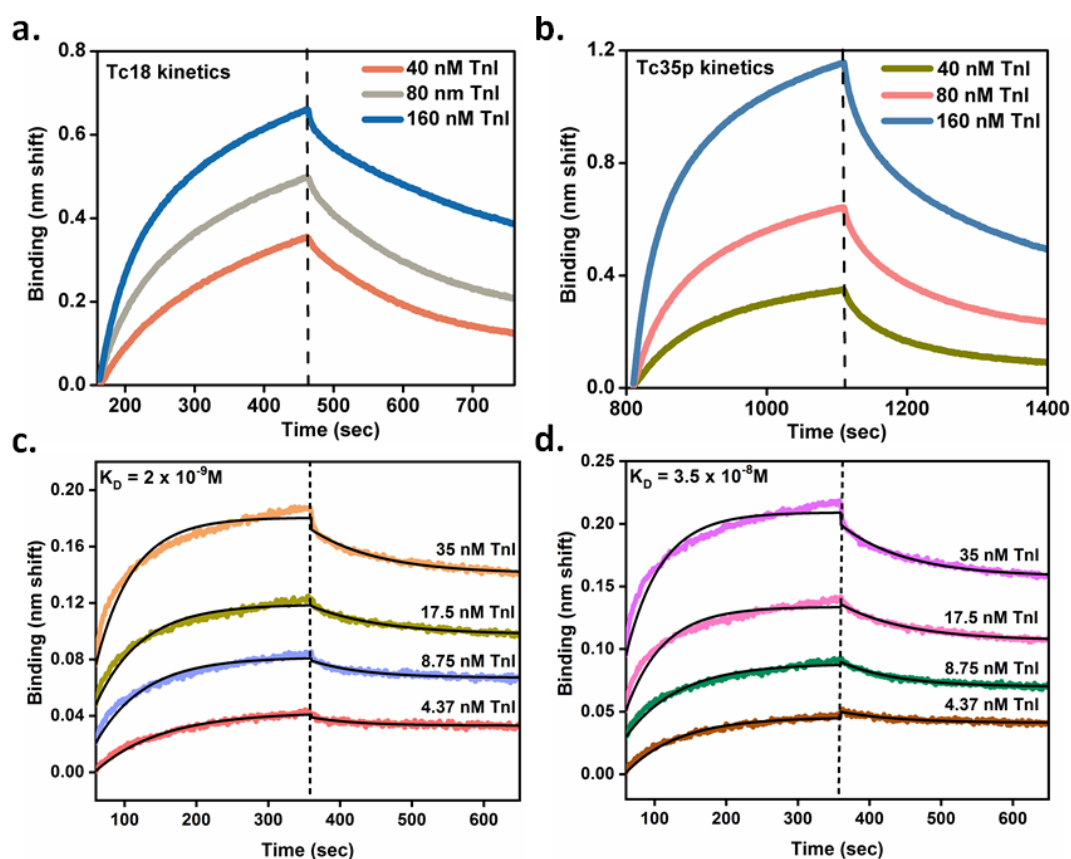 a.
Tc18 kinetics
40 nM TnI
80 nm TnI
160 nM TnI
Binding (nm shift)
0.8
0.6
0.4
0.2
0.0
200 300 400 500 600 700
Time (sec)
b.
Tc35p kinetics
40 nM TnI
80 nM TnI
160 nM TnI
Binding (nm shift)
1.2
0.8
0.4
0.0
800 1000 1200 1400
Time (sec)
c.
K_D = 2 x 10⁻⁹M
Binding (nm shift)
0.20
0.16
0.12
0.08
0.04
0.00
35 nM TnI
17.5 nM TnI
8.75 nM TnI
4.37 nM TnI
100 200 300 400 500 600
Time (sec)
d.
K_D = 3.5 x 10⁻⁸M
Binding (nm shift)
0.25
0.20
0.15
0.10
0.05
0.00
35 nM TnI
17.5 nM TnI
8.75 nM TnI
4.37 nM TnI
100 200 300 400 500 600
Time (sec)